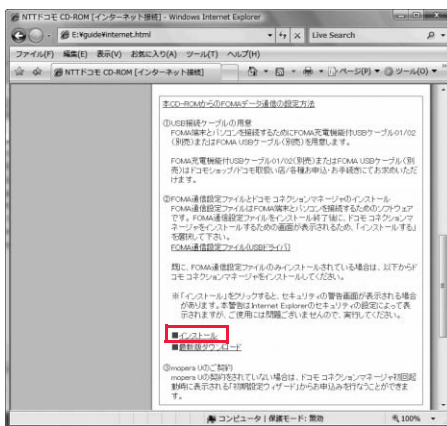 NTTドコモ CD-ROM [インターネット接続] - Windows Internet Explorer
E:¥guide¥internet.html
Live Search
ファイル(F) 編集(E) 表示(V) お気に入り(A) ツール(T) ヘルプ(H)
NTTドコモ CD-ROM [インターネット接続]
ページ(P) ツール(O)
本CD-ROMからのFOMAデータ通信の設定方法
①USB接続ケーブルの用意
FOMA端末とパソコンを接続するためにFOMA充電機能付USBケーブル01/02
(別売)またはFOMA USBケーブル(別売)を用意します。
FOMA充電機能付USBケーブル01/02(別売)またはFOMA USBケーブル(別
売)はドコモショップ/ドコモ取扱い店/各種お申込・お手続きにてお求めいただ
けます。
②FOMA通信設定ファイルとドコモ コネクションマネージャのインストール
FOMA通信設定ファイルはFOMA端末とパソコンを接続するためのソフトウェア
です。FOMA通信設定ファイルをインストール終了後に、ドコモ コネクションマ
ネージャをインストールするための画面が表示されるため、「インストールする」
を選択して下さい。
FOMA通信設定ファイル(USBドライバ)
既に、FOMA通信設定ファイルのみインストールされている場合は、以下からド
コモ コネクションマネージャをインストールしてください。
※「インストール」をクリックすると、セキュリティの警告画面が表示される場合
があります。本警告はInternet Explorerのセキュリティの設定によって表
示されますが、ご使用には問題ございませんので、実行してください。
■インストール
■最新版ダウンロード
③mopera Uのご契約
mopera Uの契約をされていない場合は、ドコモ コネクションマネージャ初回起
動時に表示される「初期設定ウィザード」からお申込みを行なうことができま
す。
コンピュータ | 保護モード: 無効
100%